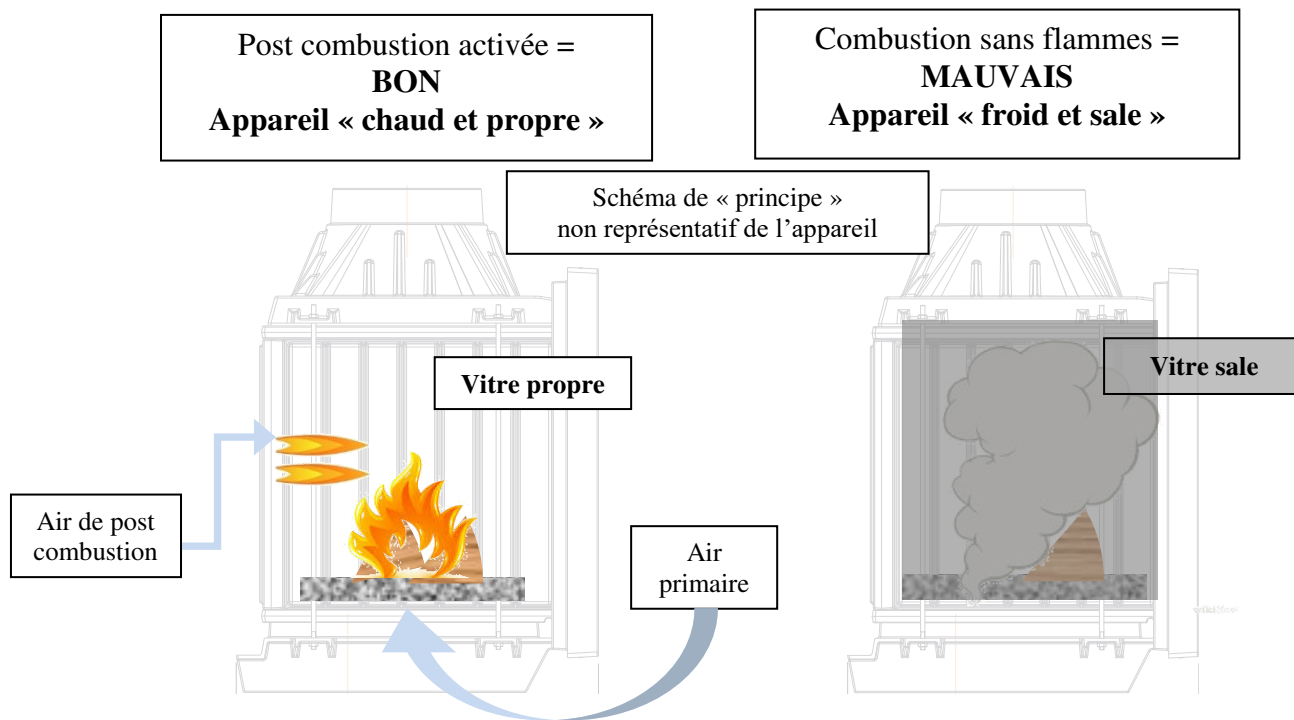 Post combustion activée =
BON
Appareil « chaud et propre »
Combustion sans flammes =
MAUVAIS
Appareil « froid et sale »
Schéma de « principe »
non représentatif de l’appareil
Vitre propre
Vitre sale
Air de post
combustion
Air
primaire